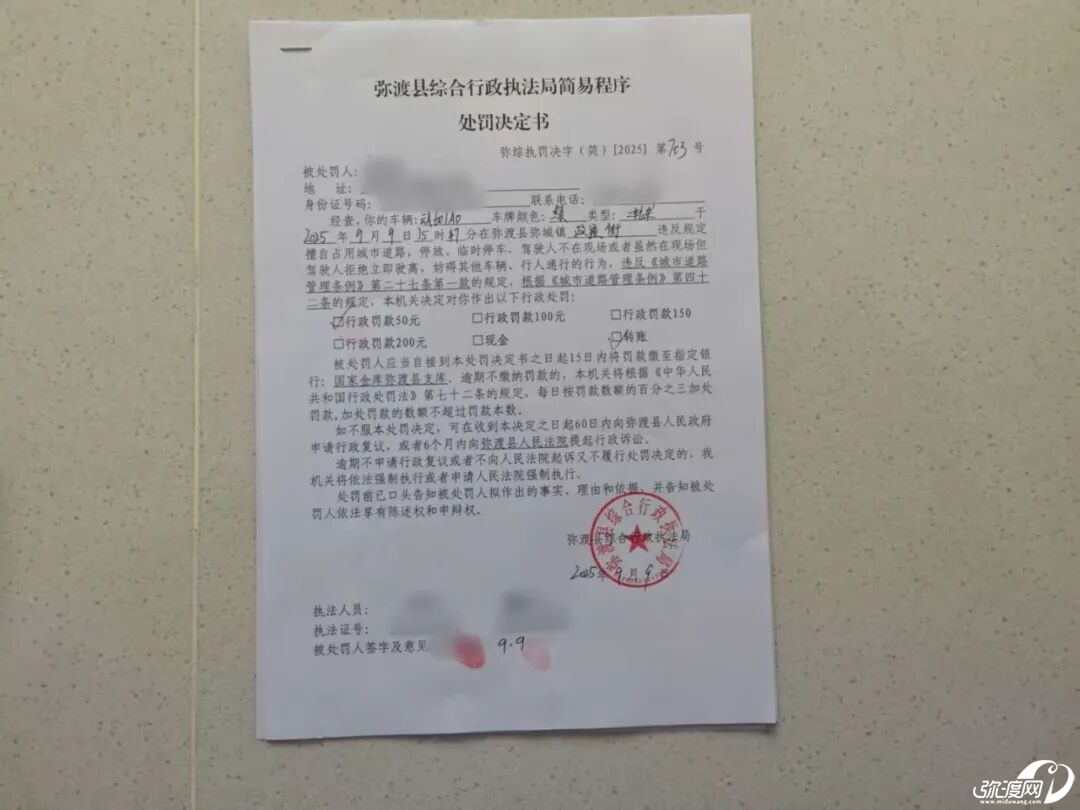 弥渡县综合行政执法局简易程序
处罚决定书
弥综执罚决字（简）[2025] 第703号
被处罚人：
地 址：
身份证号码： 联系电话：
经查，你的车辆： 车牌颜色：绿 类型： 于
2025年9月9日15时 分在弥渡县弥城镇 街 违反规定
擅自占用城市道路，停放、临时停车，驾驶人不在现场或者虽然在现场但
驾驶人拒绝立即驶离，妨碍其他车辆、行人通行的行为，违反《城市道路
管理条例》第二十七条第一款的规定，根据《城市道路管理条例》第四十
二条的规定，本机关决定对你作出以下行政处罚：
☑行政罚款50元 □行政罚款100元 □行政罚款150
□行政罚款200元 □现金 ☑转账
被处罚人应当自接到本处罚决定书之日起15日内将罚款缴至指定银
行：国家金库弥渡县支库，逾期不缴纳罚款的，本机关将根据《中华人民
共和国行政处罚法》第七十二条的规定，每日按罚款数额的百分之三加处
罚款,加处罚款的数额不超过罚款本数。
如不服本处罚决定，可在收到本决定之日起60日内向弥渡县人民政府
申请行政复议，或者6个月内向弥渡县人民法院提起行政诉讼。
逾期不申请行政复议或者不向人民法院起诉又不履行处罚决定的，我
机关将依法强制执行或者申请人民法院强制执行。
处罚前已口头告知被处罚人拟作出的事实、理由和依据，并告知被处
罚人依法享有陈述权和申辩权。
弥渡县综合行政执法局
弥渡县综合行政执法局
2025年9月9日
执法人员：
执法证号：
被处罚人签字及意见 9.9
弥渡网
www.miduwang.com